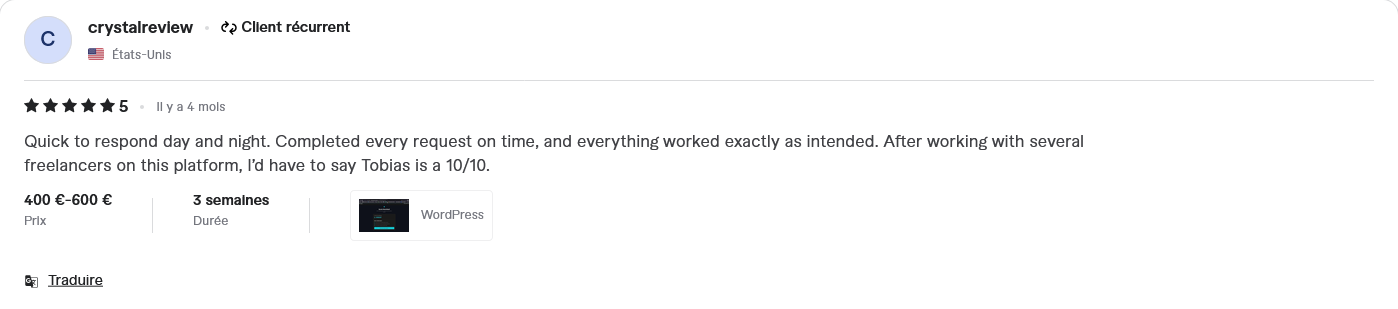 C
crystalreview • Client récurrent
États-Unis
5 • Il y a 4 mois
Quick to respond day and night. Completed every request on time, and everything worked exactly as intended. After working with several
freelancers on this platform, I'd have to say Tobias is a 10/10.
400 €-600 €
Prix
3 semaines
Durée
WordPress
Traduire